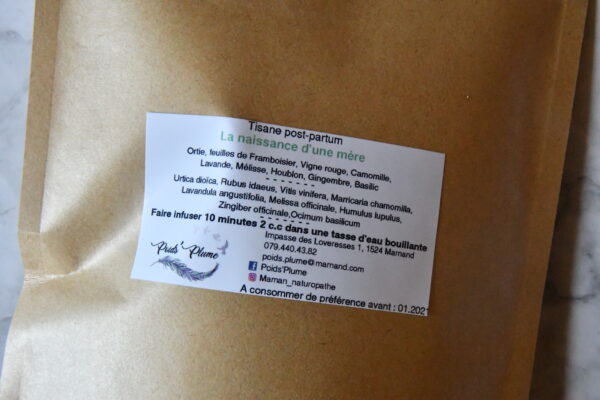 Tisane post-partum
La naissance d'une mère
Ortie, feuilles de Framboisier, Vigne rouge, Camomille,
Lavande, Mélisse, Houblon, Gingembre, Basilic
Urtica dioïca, Rubus idaeus, Vitis vinifera, Marricaria chamomilla,
Lavandula angustifolia, Melissa officinale, Humulus lupulus,
Zingiber officinale,Ocimum basilicum
Faire infuser 10 minutes 2 c.c dans une tasse d'eau bouillante
Poids Plume
Impasse des Loveresses 1, 1524 Marnand
079.440.43.82
poids.plume@mamand.com
Poids'Plume
Maman_naturopathe
A consommer de préférence avant : 01.2021